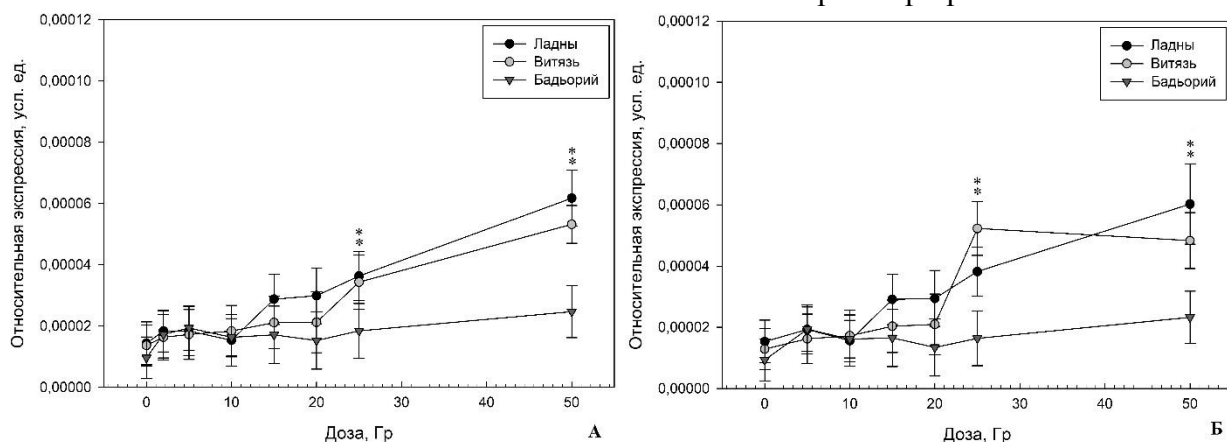 Относительная экспрессия, усл. ед.
0,00012
0,00010
0,00008
0,00006
0,00004
0,00002
0,00000
Ладны
Витязь
Бадьорий
*
*
*
*
0 10 20 30 40 50
Доза, Гр
А
Относительная экспрессия, усл. ед.
0,00012
0,00010
0,00008
0,00006
0,00004
0,00002
0,00000
Ладны
Витязь
Бадьорий
*
*
*
*
0 10 20 30 40 50
Доза, Гр
Б